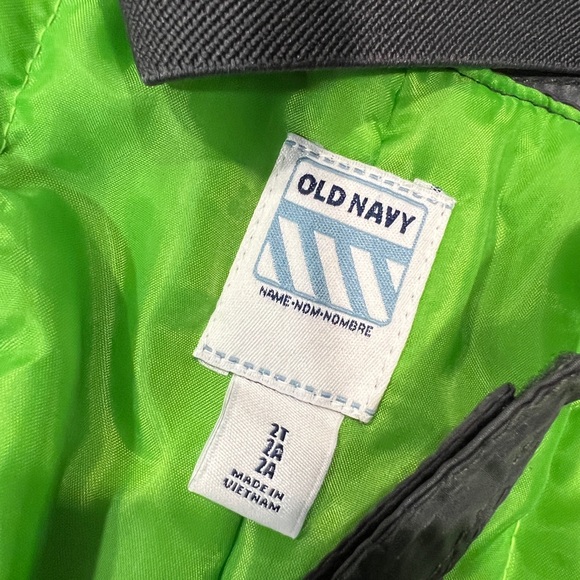 OLD NAVY
NAME•NOM•NOMBRE
2T
2A
2A
MADE IN
VIETNAM